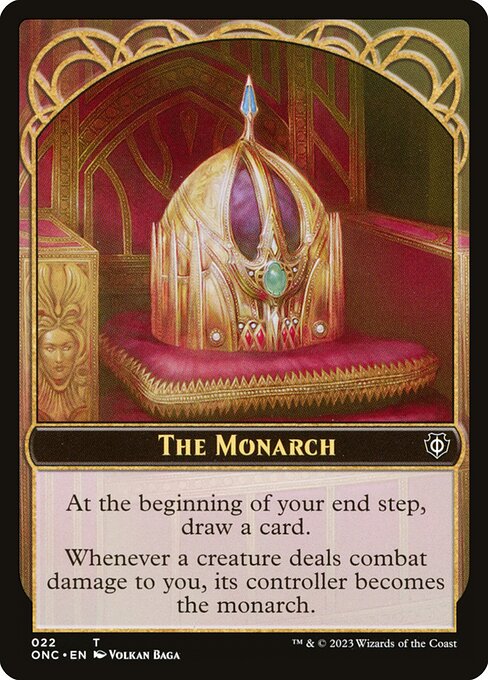 The Monarch
At the beginning of your end step,
draw a card.
Whenever a creature deals combat
damage to you, its controller becomes
the monarch.
022 T
ONC • EN Volkan Baga
™ & © 2023 Wizards of the Coast